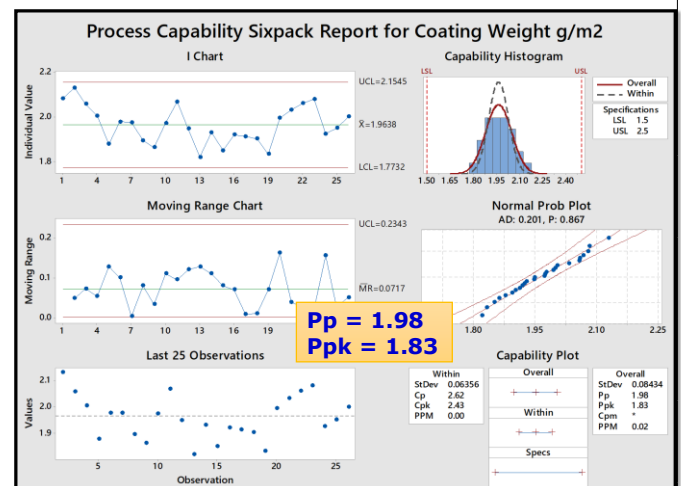 Process Capability Sixpack Report for Coating Weight g/m2
I Chart
Individual Value
2.2
2.0
1.8
UCL=2.1545
X̄=1.9638
LCL=1.7732
1 4 7 10 13 16 19 22 25
Capability Histogram
LSL USL
Overall
Within
Specifications
LSL 1.5
USL 2.5
1.50 1.65 1.80 1.95 2.10 2.25 2.40
Moving Range Chart
Moving Range
0.2
0.1
0.0
UCL=0.2343
M̄R̄=0.0717
1 4 7 10 13
Normal Prob Plot
AD: 0.201, P: 0.867
1.80 1.95 2.10 2.25
Pp = 1.98
Ppk = 1.83
Last 25 Observations
Values
2.1
2.0
1.9
5 10 15 20 25
Observation
Capability Plot
Within
StDev 0.06356
Cp 2.62
Cpk 2.43
PPM 0.00
Overall
Within
Specs
Overall
StDev 0.08434
Pp 1.98
Ppk 1.83
Cpm *
PPM 0.02